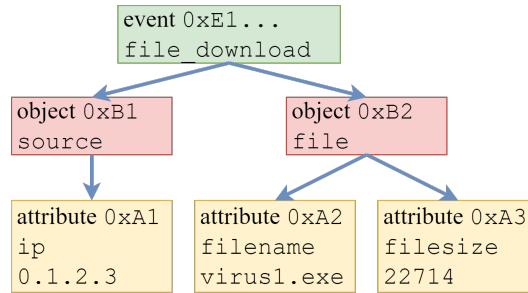 event 0xE1...
file_download
object 0xB1
source
object 0xB2
file
attribute 0xA1
ip
0.1.2.3
attribute 0xA2
filename
virus1.exe
attribute 0xA3
filesize
22714